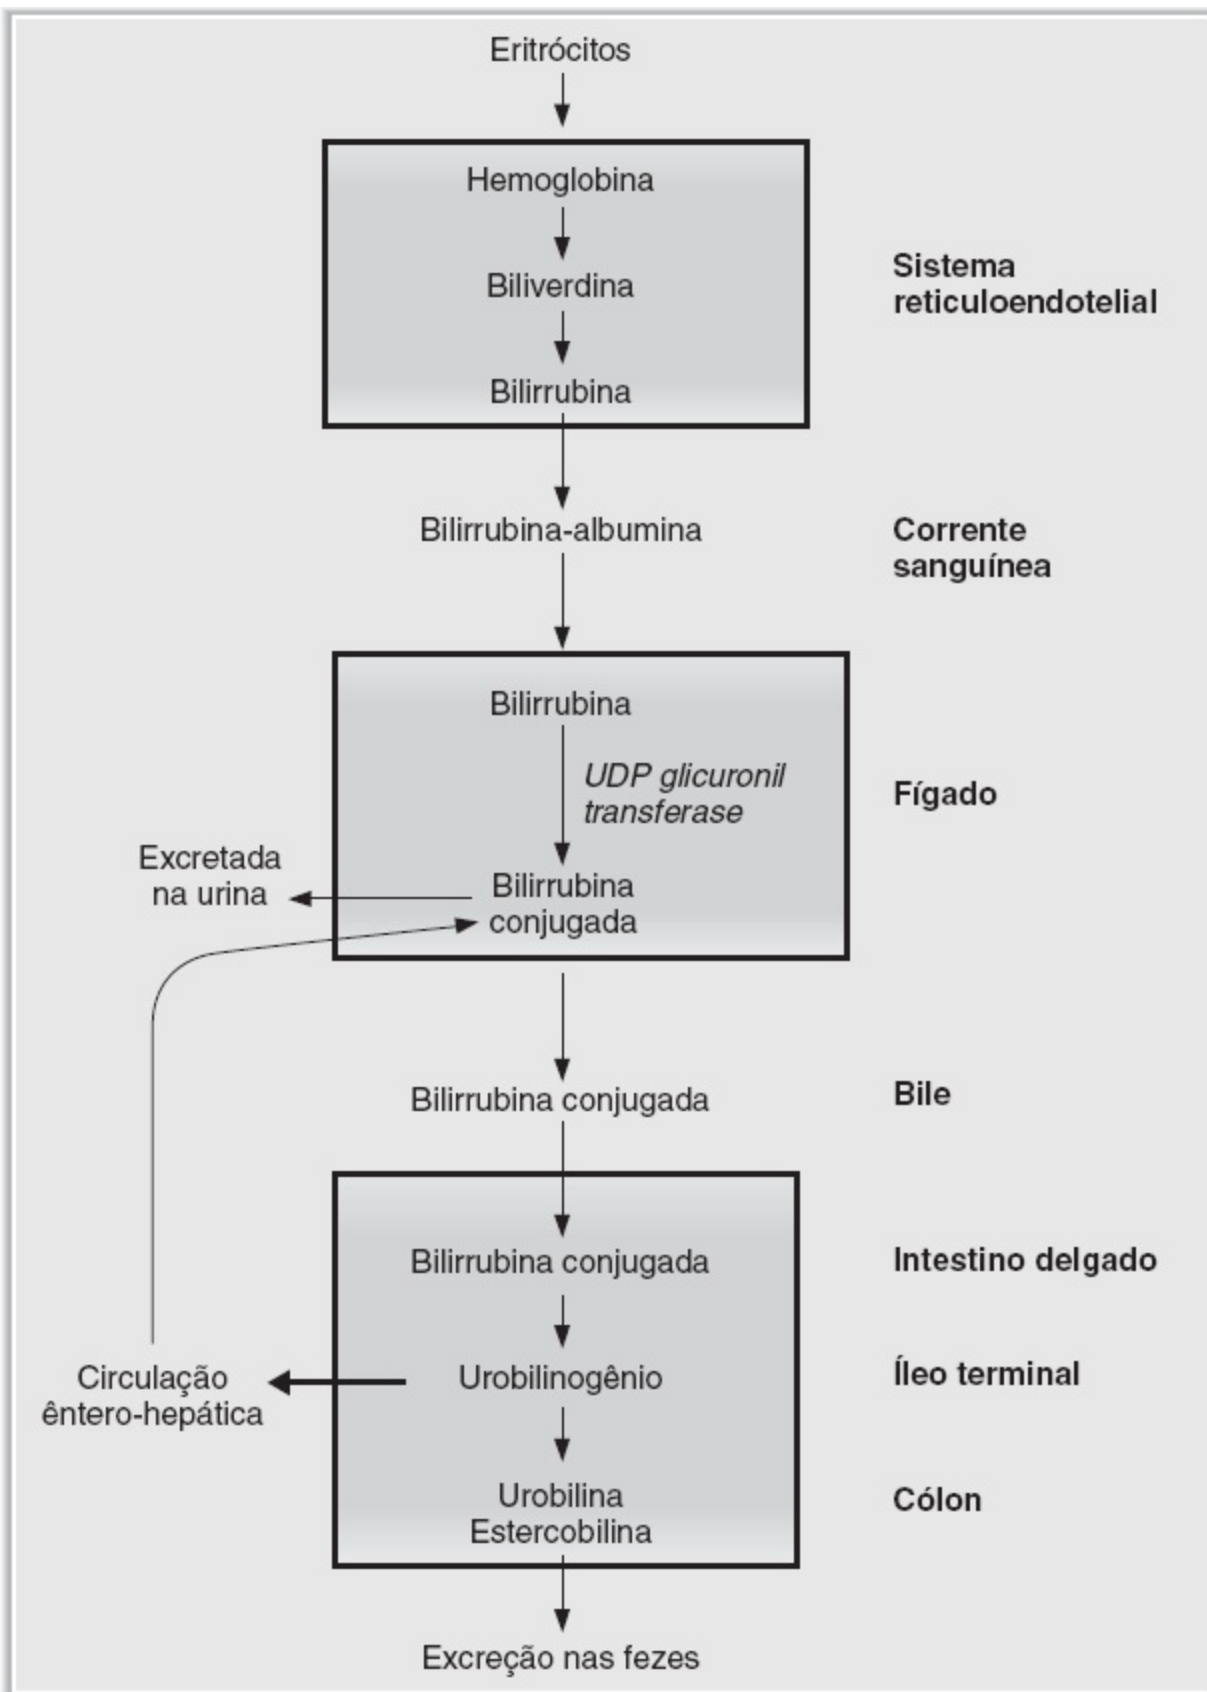 Eritrócitos
Hemoglobina
Biliverdina
Bilirrubina
Sistema
reticuloendotelial
Bilirrubina-albumina
Corrente
sanguínea
Bilirrubina
UDP glicuronil
transferase
Fígado
Excretada
na urina
Bilirrubina
conjugada
Bilirrubina conjugada
Bile
Bilirrubina conjugada
Intestino delgado
Circulação
êntero-hepática
Urobilinogênio
Íleo terminal
Urobilina
Estercobilina
Cólon
Excreção nas fezes